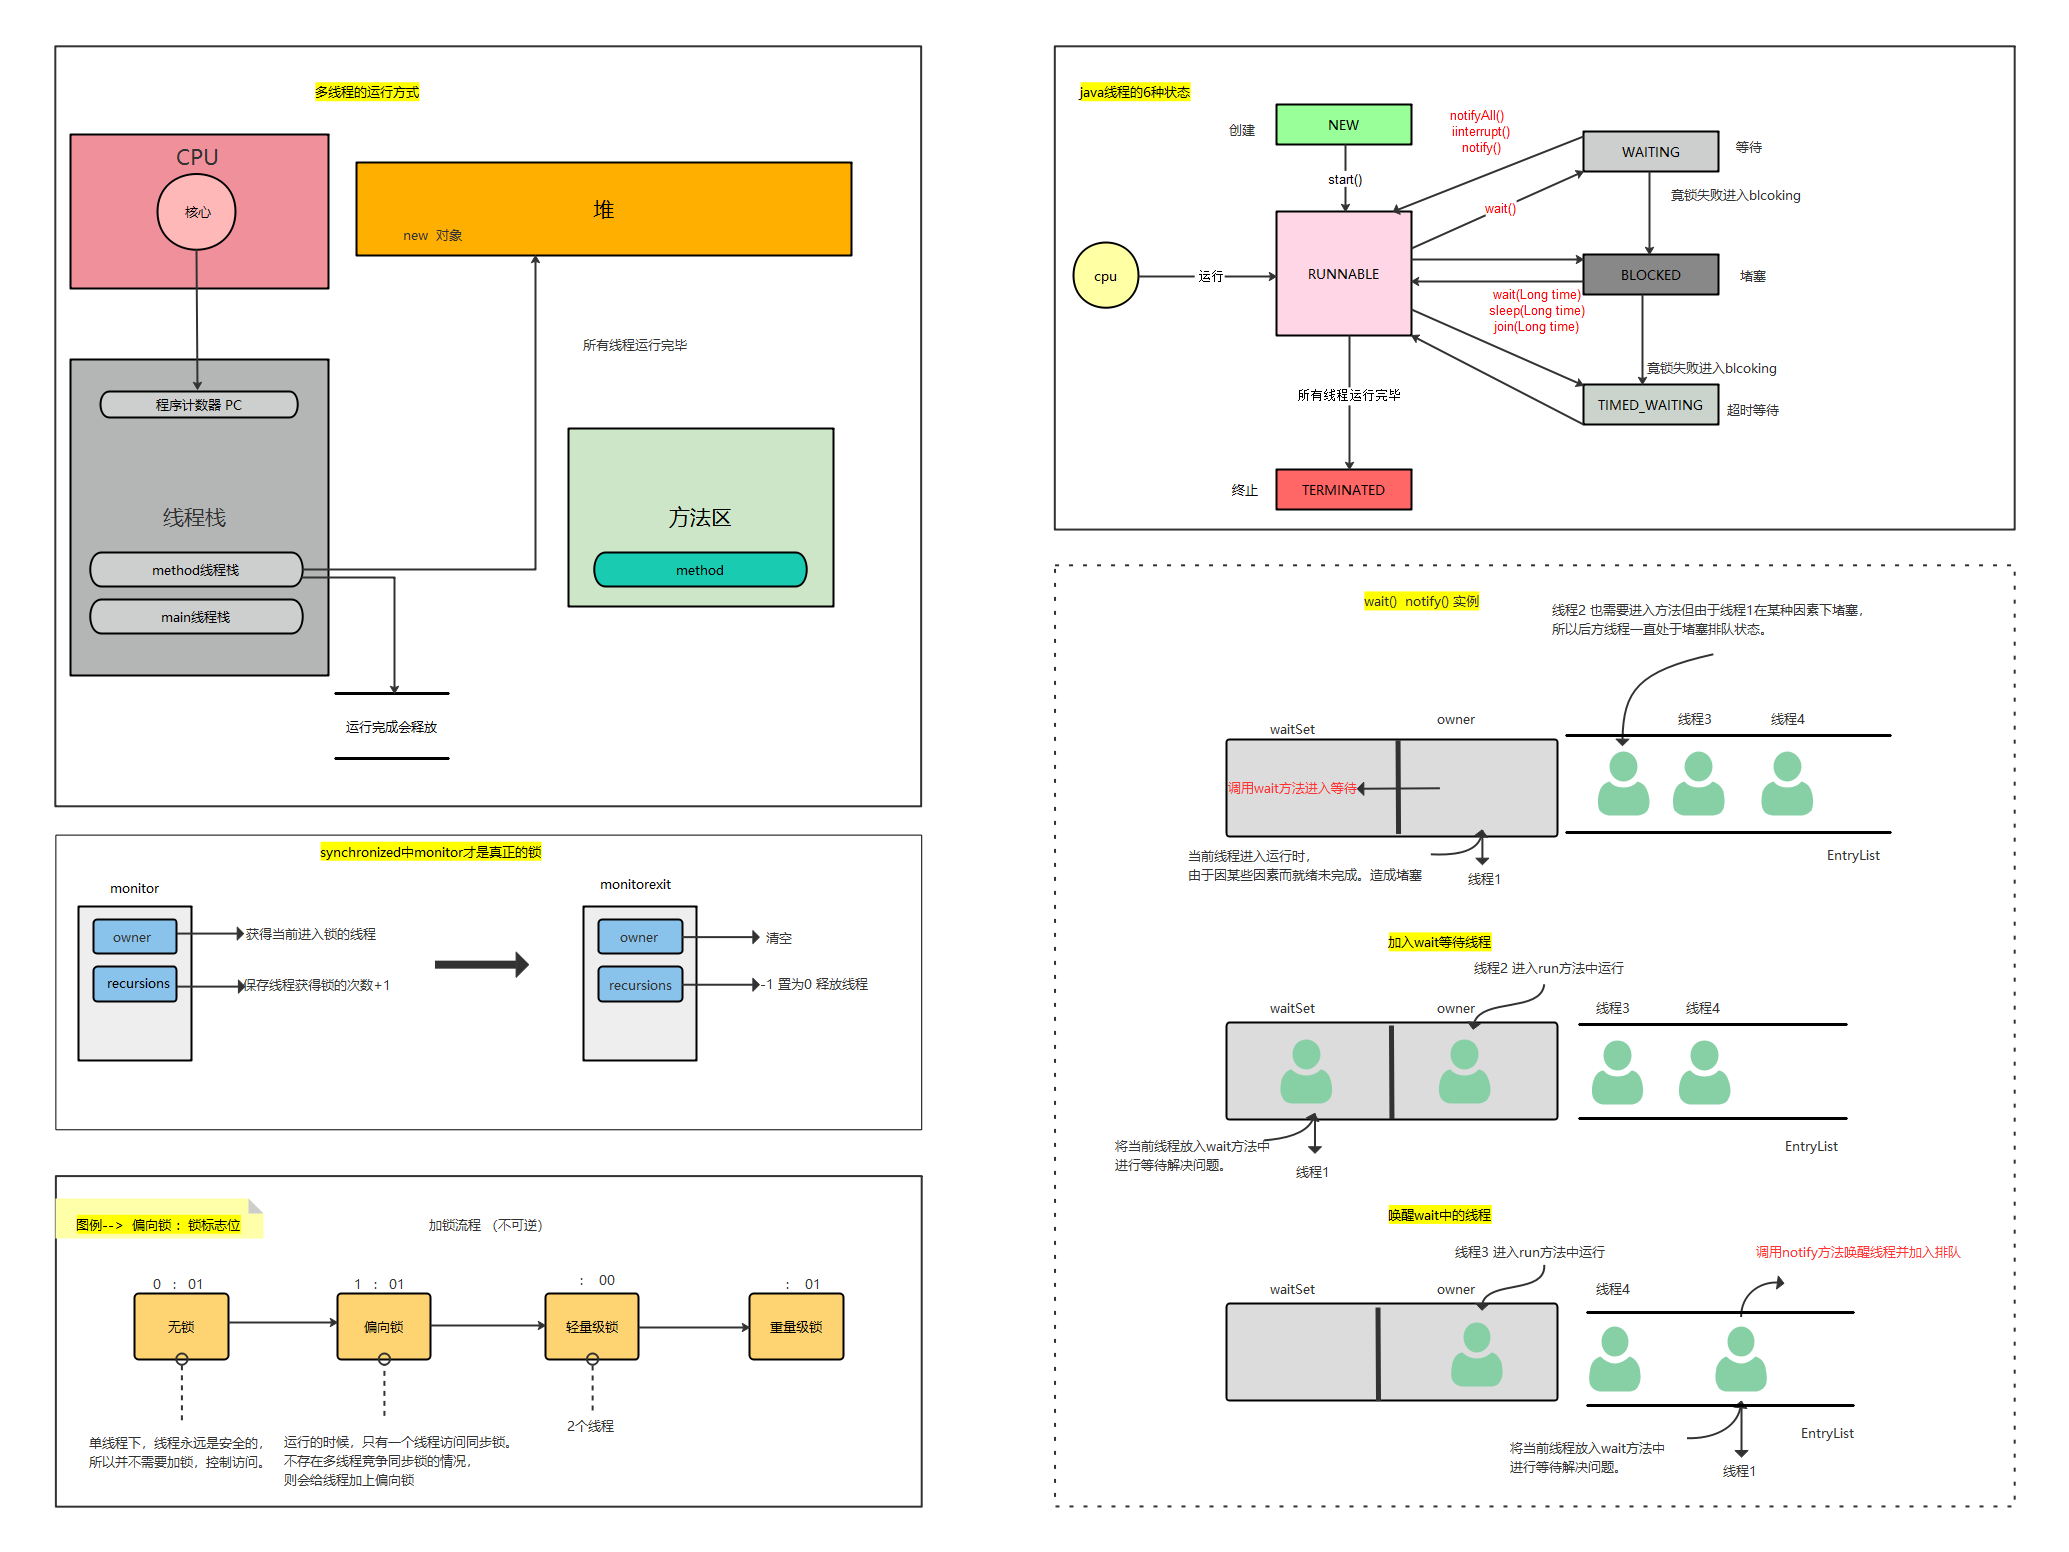 多线程的运行方式
CPU
核心
堆
new  对象
所有线程运行完毕
程序计数器 PC
线程栈
方法区
method线程栈
method
main线程栈
运行完成会释放
synchronized中monitor才是真正的锁
monitor
monitorexit
owner
获得当前进入锁的线程
owner
清空
recursions
保存线程获得锁的次数+1
recursions
-1 置为0 释放线程
图例--> 偏向锁 ：锁标志位
加锁流程 （不可逆）
0 ： 01
1 ： 01
： 00
： 01
无锁
偏向锁
轻量级锁
重量级锁
2个线程
单线程下，线程永远是安全的，
所以并不需要加锁，控制访问。
运行的时候，只有一个线程访问同步锁。
不存在多线程竞争同步锁的情况，
则会给线程加上偏向锁
java线程的6种状态
创建
NEW
notifyAll()
iinterrupt()
notify()
WAITING
等待
start()
竟锁失败进入blcoking
wait()
cpu
运行
RUNNABLE
BLOCKED
堵塞
wait(Long time)
sleep(Long time)
join(Long time)
竟锁失败进入blcoking
所有线程运行完毕
TIMED_WAITING
超时等待
终止
TERMINATED
wait()  notify() 实例
线程2 也需要进入方法但由于线程1在某种因素下堵塞，
所以后方线程一直处于堵塞排队状态。
waitSet
owner
线程3
线程4
调用wait方法进入等待
当前线程进入运行时，
由于因某些因素而就绪未完成。造成堵塞
线程1
EntryList
加入wait等待线程
线程2 进入run方法中运行
waitSet
owner
线程3
线程4
将当前线程放入wait方法中
进行等待解决问题。
线程1
EntryList
唤醒wait中的线程
线程3 进入run方法中运行
调用notify方法唤醒线程并加入排队
waitSet
owner
线程4
EntryList
将当前线程放入wait方法中
进行等待解决问题。
线程1